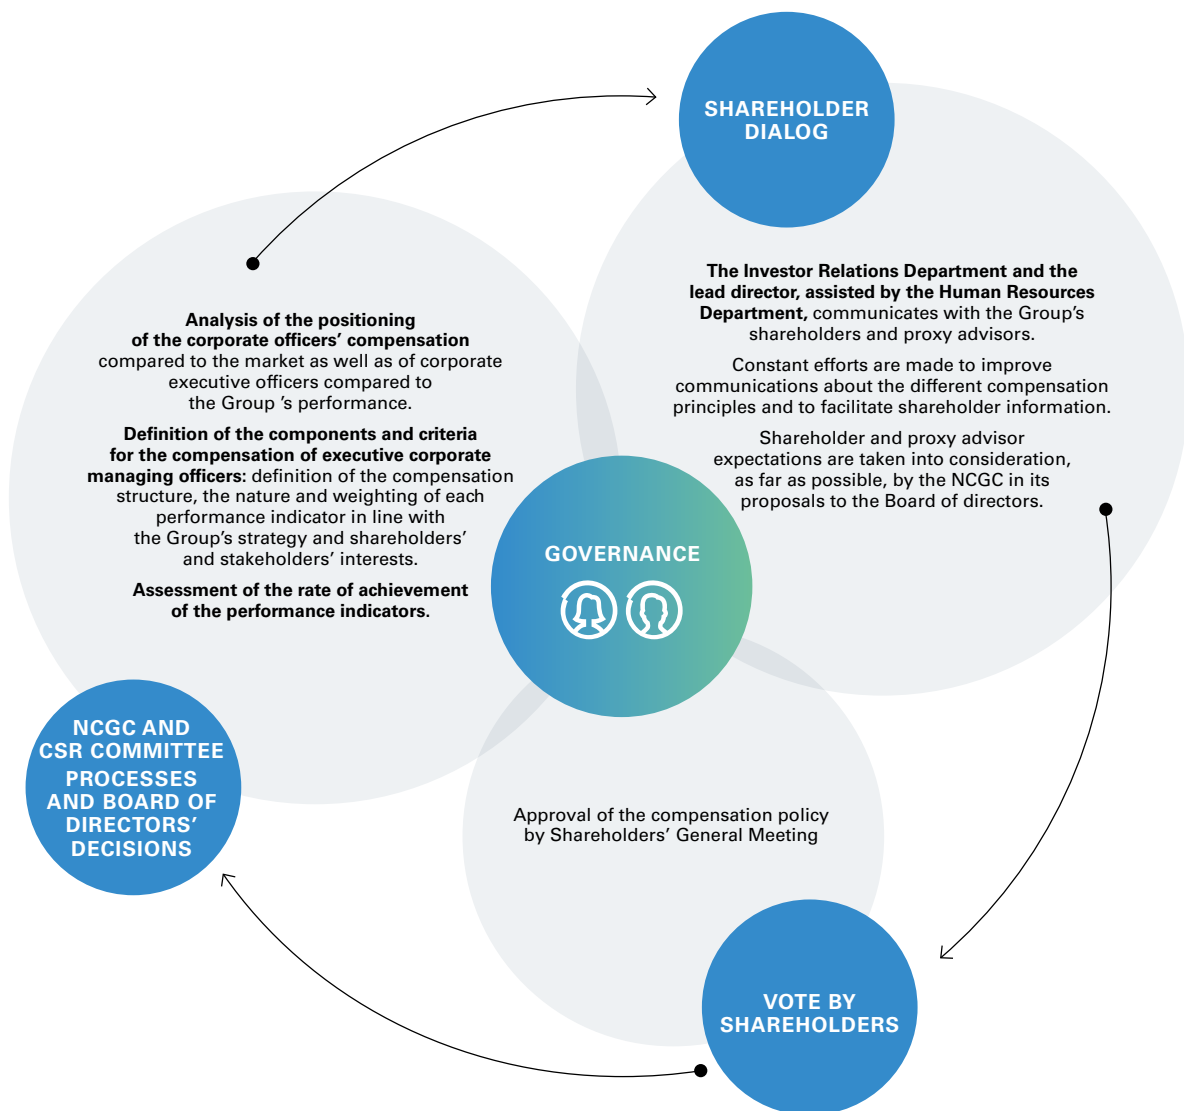 SHAREHOLDER
DIALOG
The Investor Relations Department and the
lead director, assisted by the Human Resources
Department, communicates with the Group's
shareholders and proxy advisors.
Constant efforts are made to improve
communications about the different compensation
principles and to facilitate shareholder information.
Shareholder and proxy advisor
expectations are taken into consideration,
as far as possible, by the NCGC in its
proposals to the Board of directors.
Analysis of the positioning
of the corporate officers' compensation
compared to the market as well as of corporate
executive officers compared to
the Group 's performance.
Definition of the components and criteria
for the compensation of executive corporate
managing officers: definition of the compensation
structure, the nature and weighting of each
performance indicator in line with
the Group's strategy and shareholders'
and stakeholders' interests.
Assessment of the rate of achievement
of the performance indicators.
GOVERNANCE
NCGC AND
CSR COMMITTEE
PROCESSES
AND BOARD OF
DIRECTORS'
DECISIONS
Approval of the compensation policy
by Shareholders' General Meeting
VOTE BY
SHAREHOLDERS